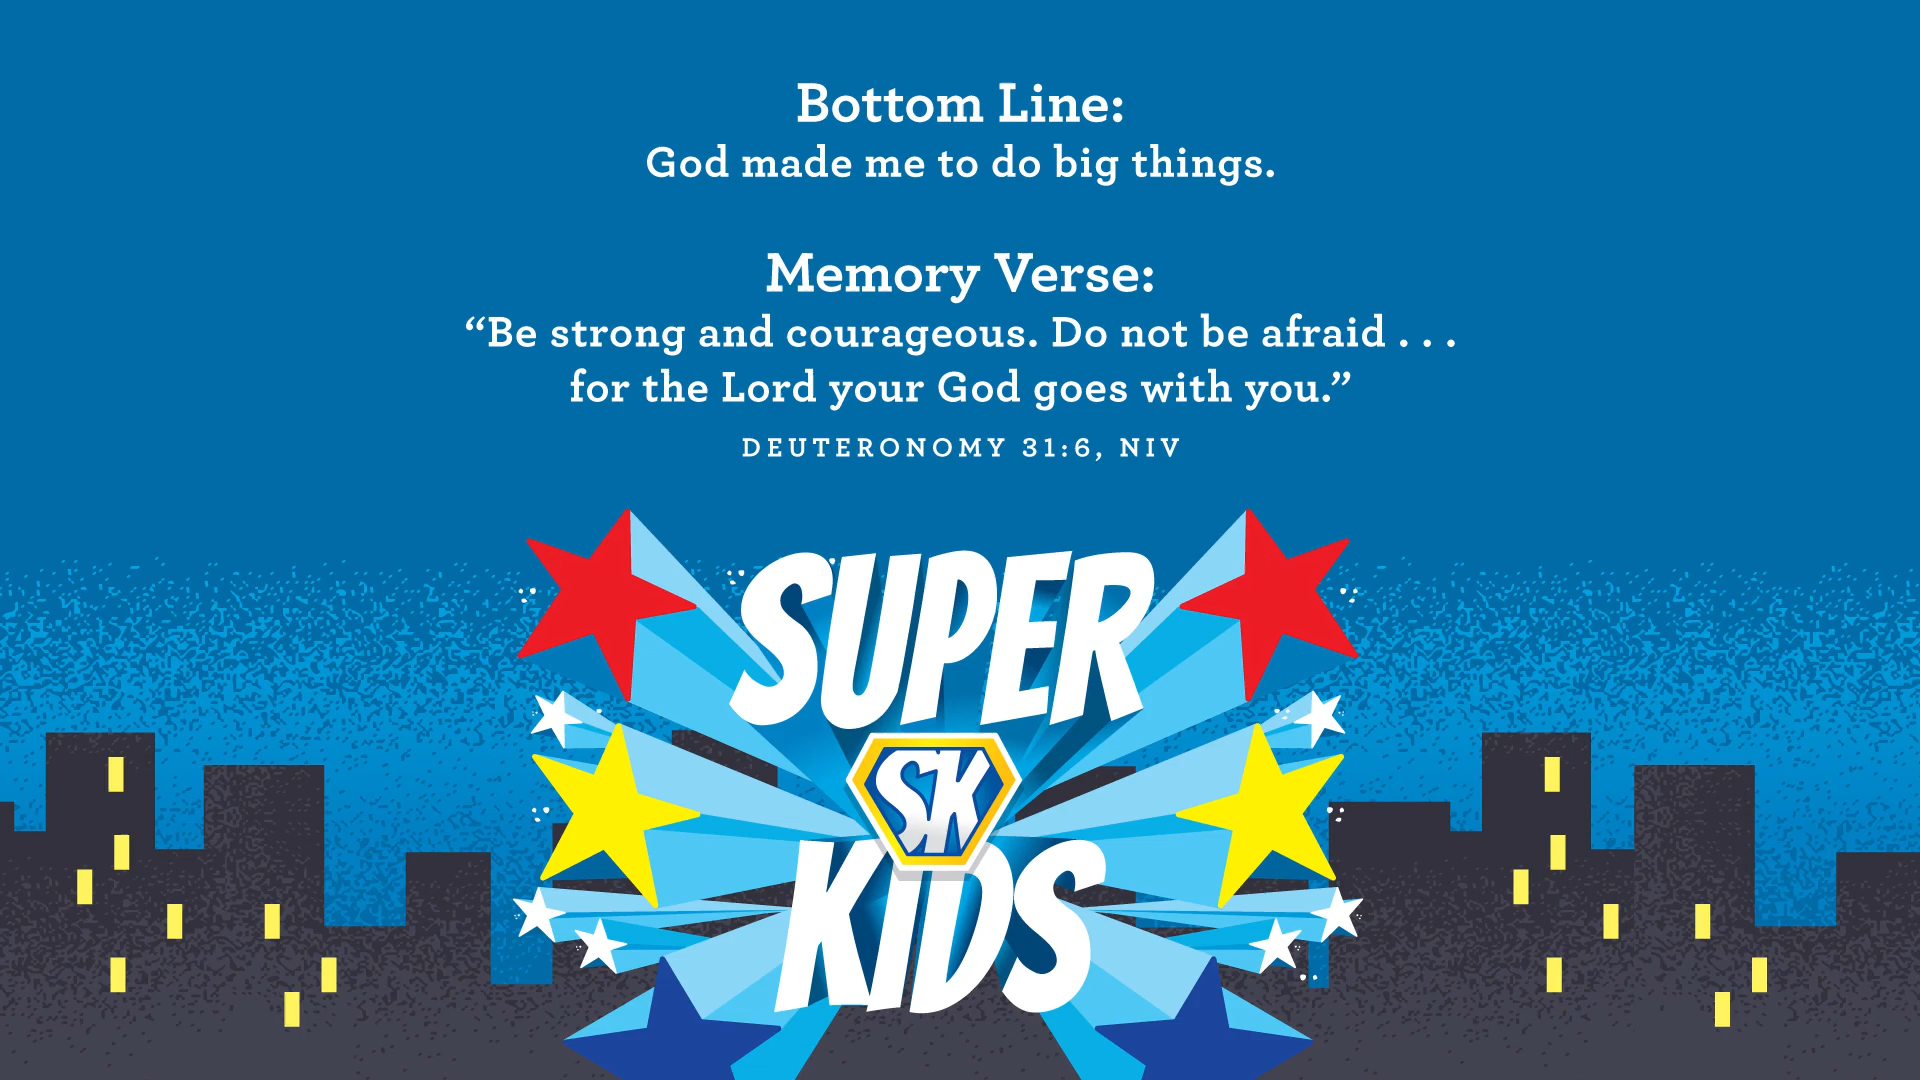 Bottom Line:
God made me to do big things.
Memory Verse:
“Be strong and courageous. Do not be afraid . . .
for the Lord your God goes with you.”
DEUTERONOMY 31:6, NIV
SUPER
SK
KIDS